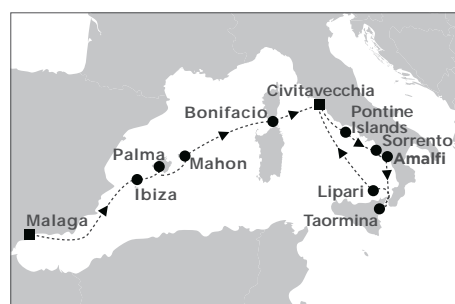 Civitavecchia
Bonifacio
Pontine
Islands
Sorrento
Amalfi
Palma
Mahon
Ibiza
Lipari
Malaga
Taormina